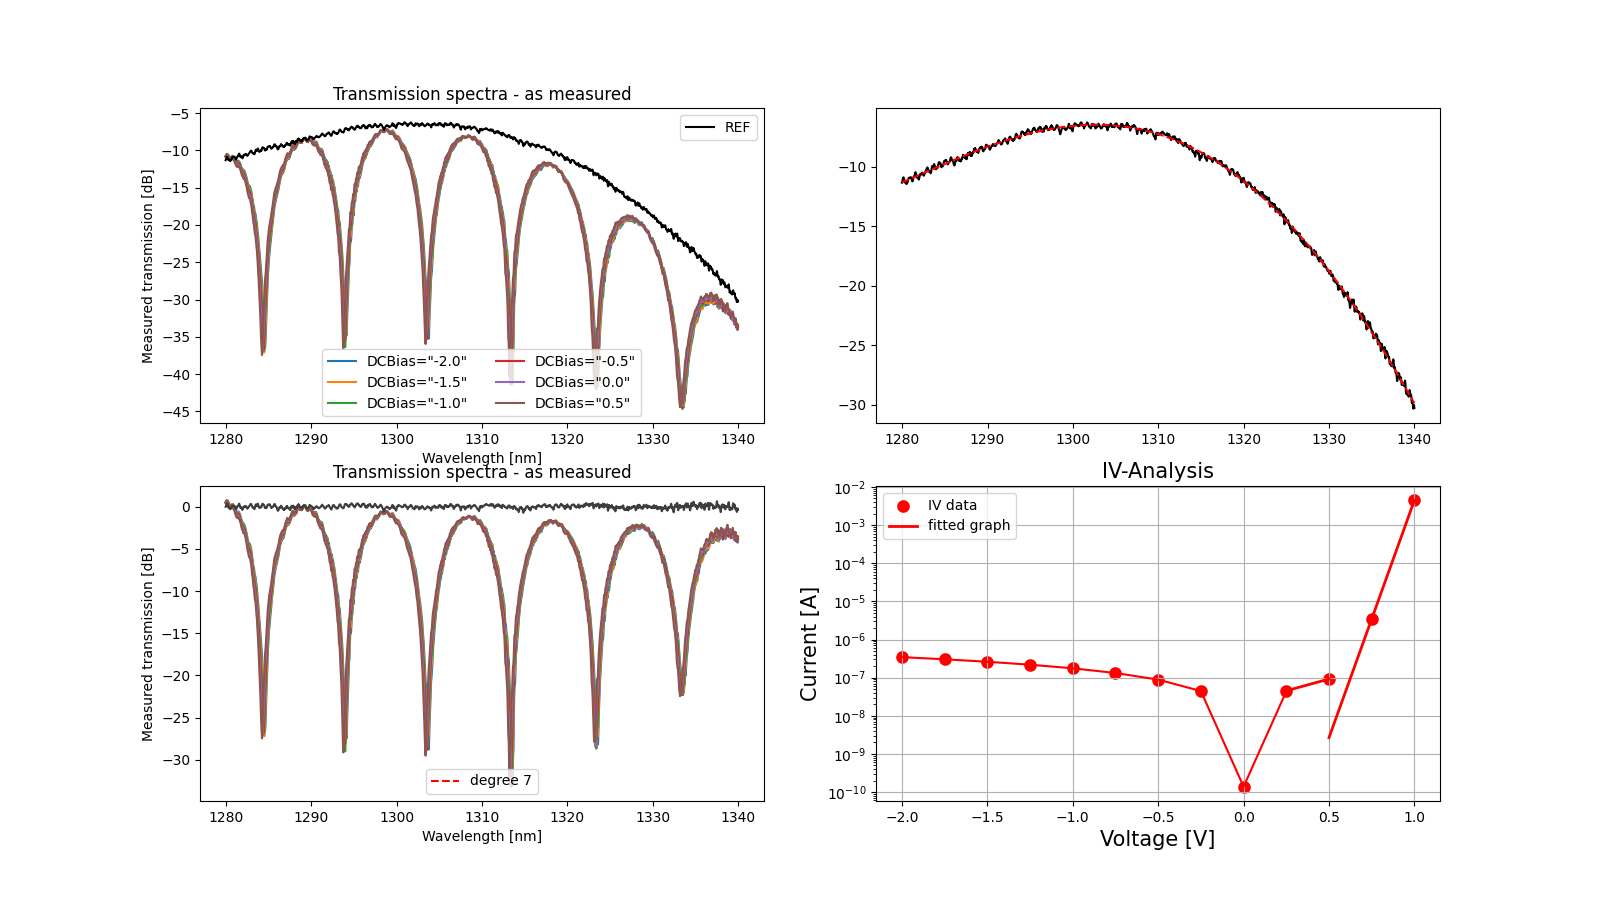 Transmission spectra - as measured
Measured transmission [dB]
−5
−10
−15
−20
−25
−30
−35
−40
−45
REF
DCBias="-2.0"
DCBias="-0.5"
DCBias="-1.5"
DCBias="0.0"
DCBias="-1.0"
DCBias="0.5"
1280 1290 1300 1310 1320 1330 1340
Wavelength [nm]
−10
−15
−20
−25
−30
1280 1290 1300 1310 1320 1330 1340
Transmission spectra - as measured
Measured transmission [dB]
0
−5
−10
−15
−20
−25
−30
degree 7
1280 1290 1300 1310 1320 1330 1340
Wavelength [nm]
IV-Analysis
Current [A]
10⁻²
10⁻³
10⁻⁴
10⁻⁵
10⁻⁶
10⁻⁷
10⁻⁸
10⁻⁹
10⁻¹⁰
IV data
fitted graph
−2.0 −1.5 −1.0 −0.5 0.0 0.5 1.0
Voltage [V]